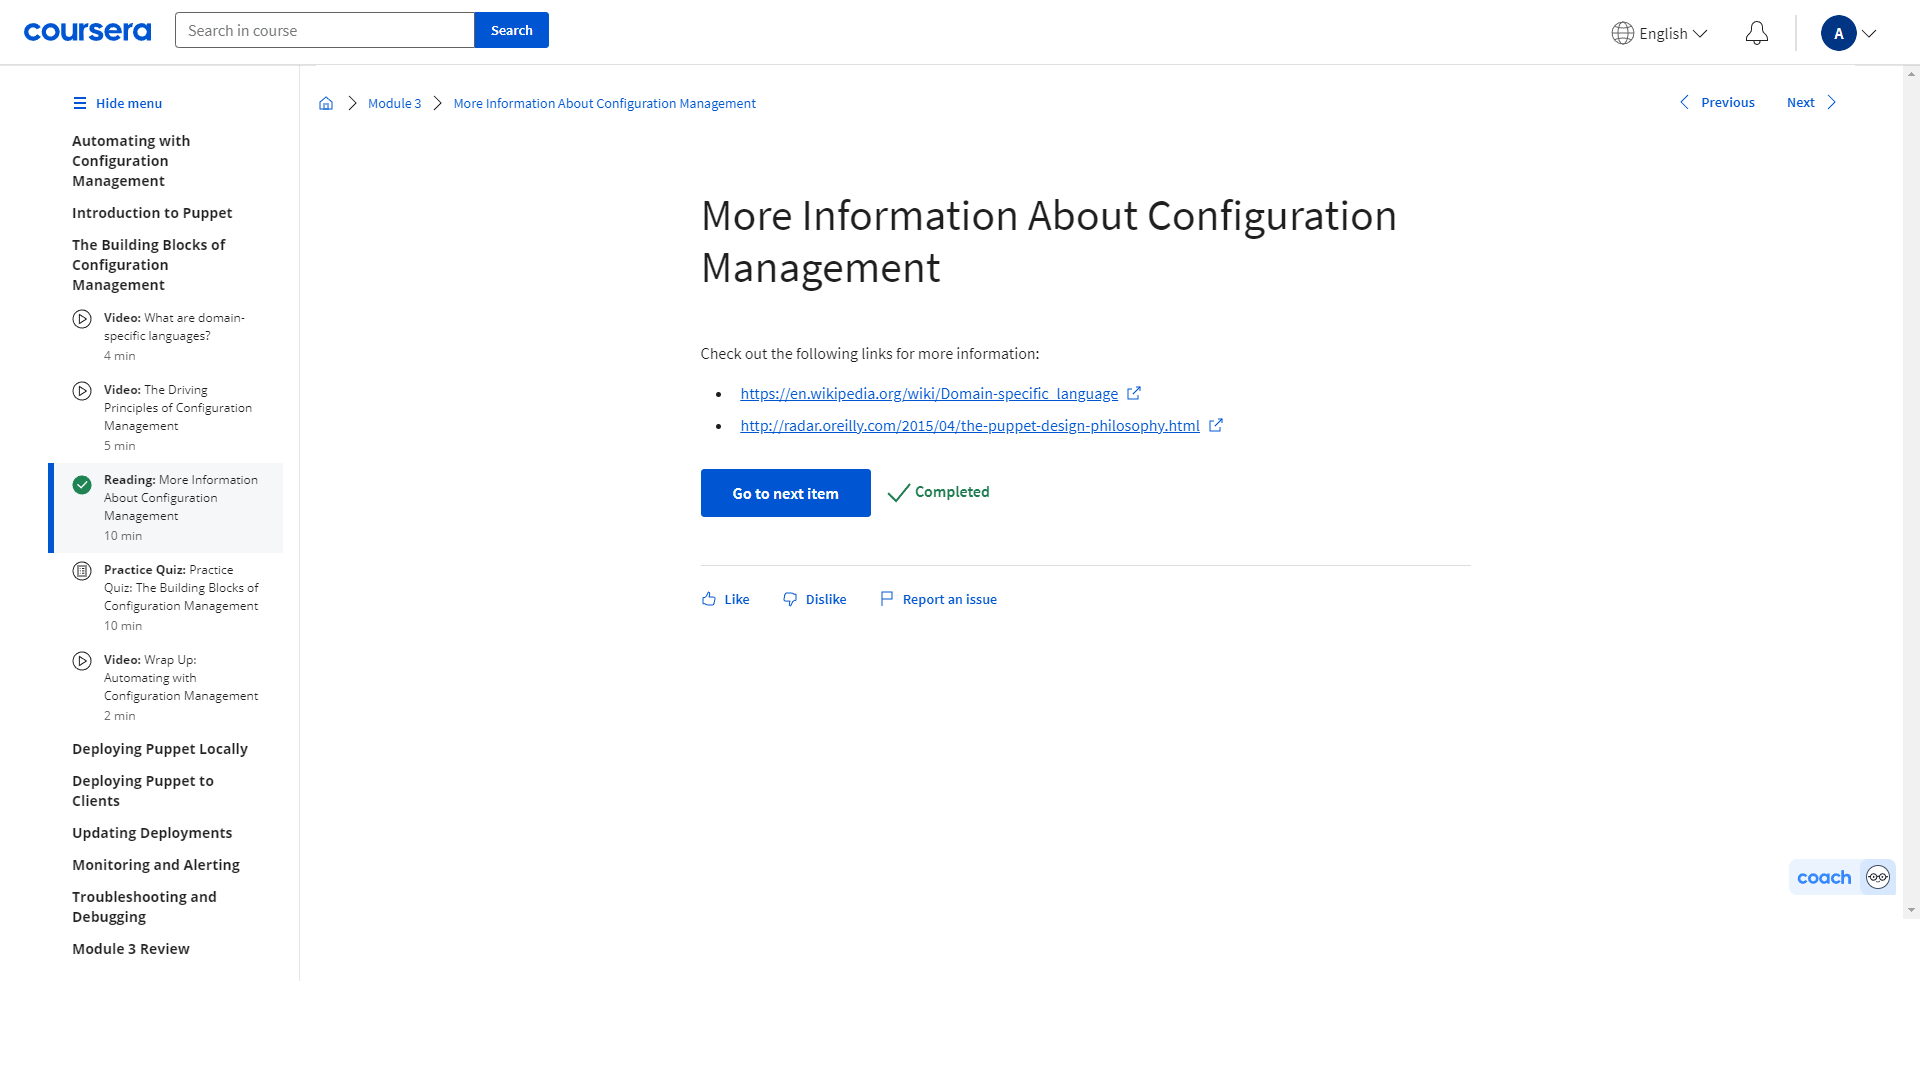 coursera
Search in course
Search
English
A
Hide menu
Automating with
Configuration
Management
Introduction to Puppet
The Building Blocks of
Configuration
Management
Video: What are domain-
specific languages?
4 min
Video: The Driving
Principles of Configuration
Management
5 min
Reading: More Information
About Configuration
Management
10 min
Practice Quiz: Practice
Quiz: The Building Blocks of
Configuration Management
10 min
Video: Wrap Up:
Automating with
Configuration Management
2 min
Deploying Puppet Locally
Deploying Puppet to
Clients
Updating Deployments
Monitoring and Alerting
Troubleshooting and
Debugging
Module 3 Review
Module 3
More Information About Configuration Management
Previous
Next
More Information About Configuration
Management
Check out the following links for more information:
https://en.wikipedia.org/wiki/Domain-specific_language
http://radar.oreilly.com/2015/04/the-puppet-design-philosophy.html
Go to next item
Completed
Like
Dislike
Report an issue
coach